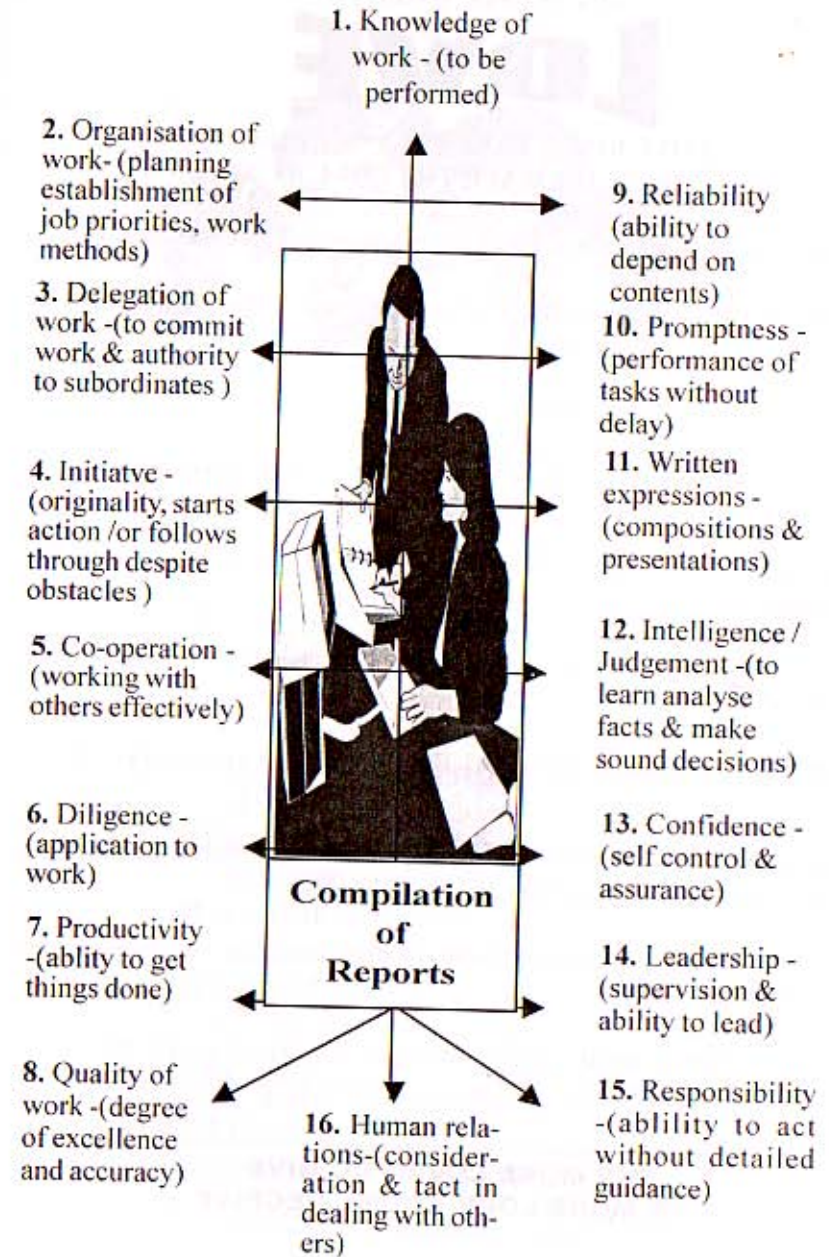 1. Knowledge of
work - (to be
performed)
2. Organisation of
work- (planning
establishment of
job priorities, work
methods)
3. Delegation of
work -(to commit
work & authority
to subordinates )
4. Initiatve -
(originality, starts
action /or follows
through despite
obstacles )
5. Co-operation -
(working with
others effectively)
6. Diligence -
(application to
work)
7. Productivity
-(ablity to get
things done)
8. Quality of
work -(degree
of excellence
and accuracy)
9. Reliability
(ability to
depend on
contents)
10. Promptness -
(performance of
tasks without
delay)
11. Written
expressions -
(compositions &
presentations)
12. Intelligence /
Judgement -(to
learn analyse
facts & make
sound decisions)
13. Confidence -
(self control &
assurance)
14. Leadership -
(supervision &
ability to lead)
15. Responsibility
-(ablility to act
without detailed
guidance)
16. Human rela-
tions-(consider-
ation & tact in
dealing with oth-
ers)
Compilation
of
Reports